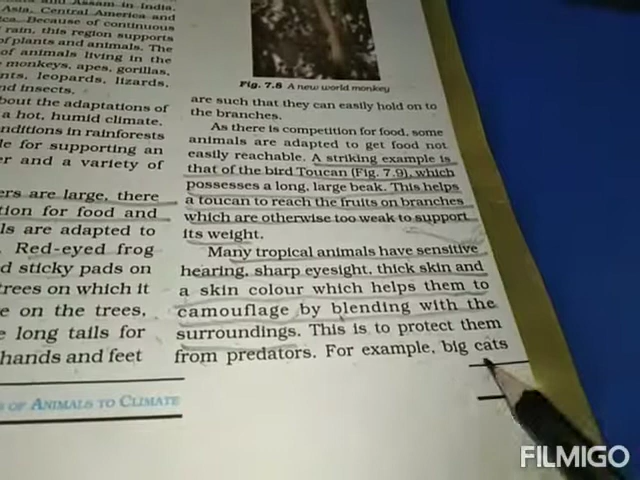 and Assam in India,
Asia, Central America and
Because of continuous
rain, this region supports
of plants and animals. The
of animals living in the
monkeys, apes, gorillas,
leopards, lizards,
insects.
about the adaptations of
a hot, humid climate.
conditions in rainforests
for supporting an
and a variety of
are large, there
for food and
are adapted to
Red-eyed frog
sticky pads on
trees on which it
on the trees,
long tails for
hands and feet
Fig. 7.8 A new world monkey
are such that they can easily hold on to
the branches.
As there is competition for food, some
animals are adapted to get food not
easily reachable. A striking example is
that of the bird Toucan (Fig. 7.9), which
possesses a long, large beak. This helps
a toucan to reach the fruits on branches
which are otherwise too weak to support
its weight.
Many tropical animals have sensitive
hearing, sharp eyesight, thick skin and
a skin colour which helps them to
camouflage by blending with the
surroundings. This is to protect them
from predators. For example, big cats
OF ANIMALS TO CLIMATE
FILMIGO